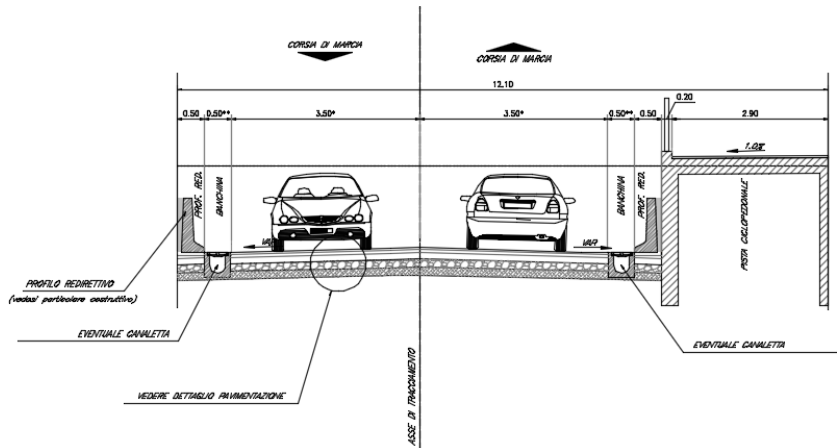 CORSIA DI MARCIA
CORSIA DI MARCIA
12.10
0.50
0.50**
3.50*
3.50*
0.50**
0.50
0.20
2.90
1.0%
PROF. RED.
BANCHINA
BANCHINA
PROF. RED.
PISTA CICLOPEDONALE
VAR
VAR
PROFILO REDIRETTIVO
(vedasi particolare costruttivo)
EVENTUALE CANALETTA
EVENTUALE CANALETTA
VEDERE DETTAGLIO PAVIMENTAZIONE
ASSE DI TRACCIAMENTO